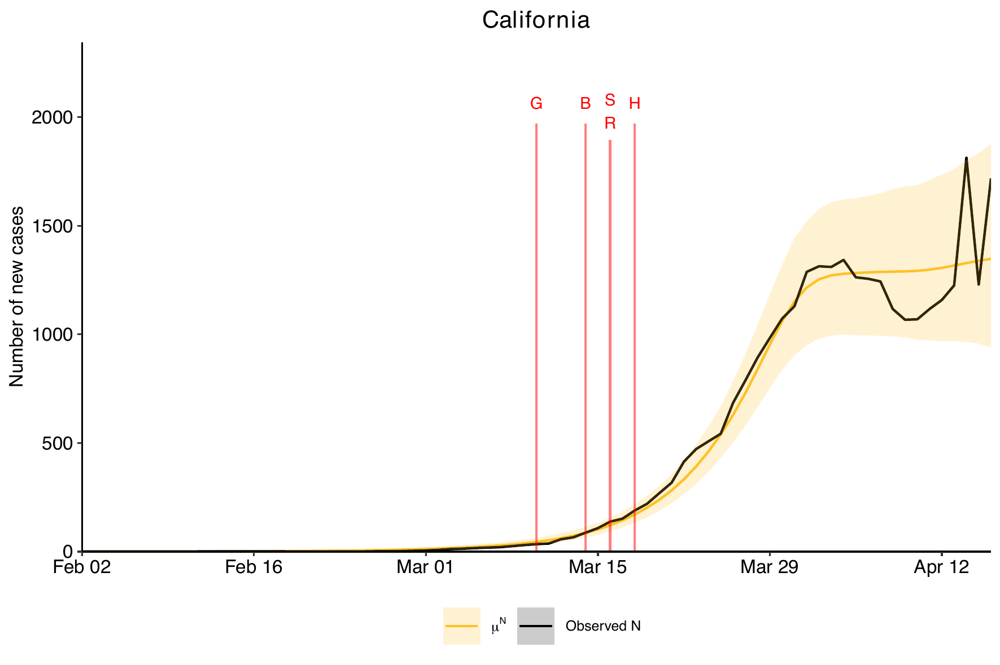 California
Number of new cases
2000
1500
1000
500
0
G
B
S
R
H
Feb 02
Feb 16
Mar 01
Mar 15
Mar 29
Apr 12
μN
Observed N